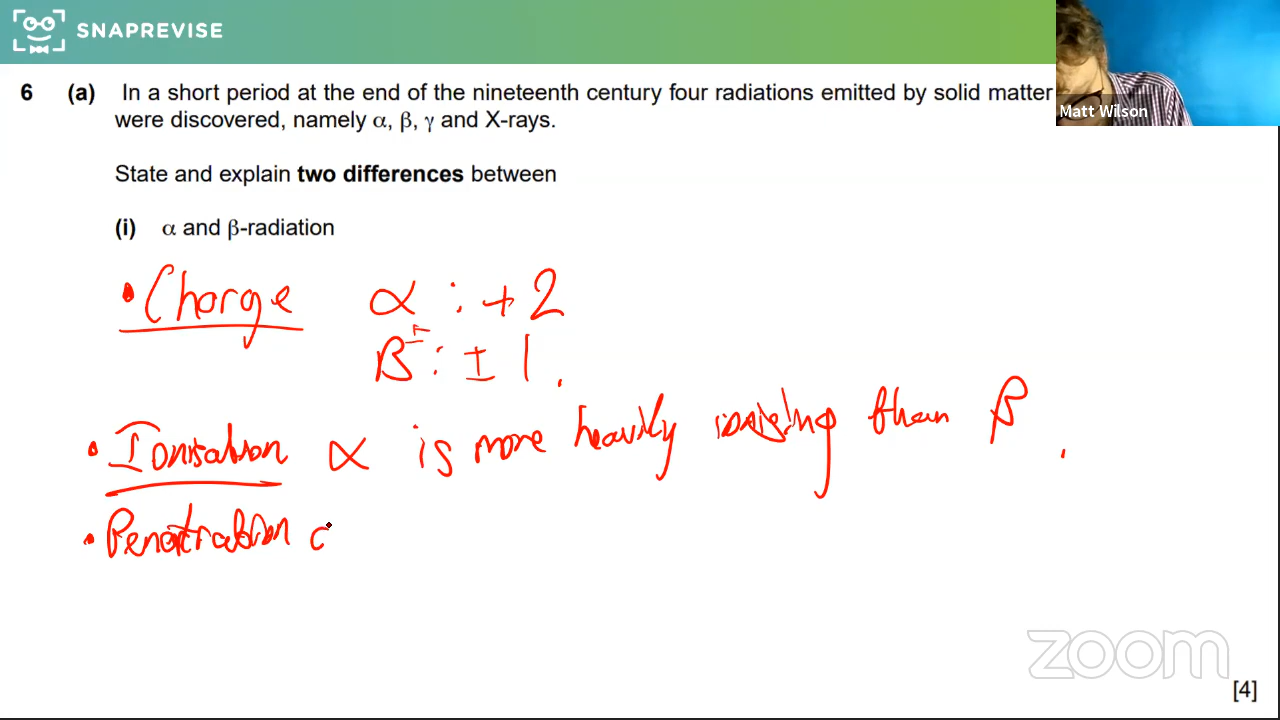 SNAPREVISE
6 (a) In a short period at the end of the nineteenth century four radiations emitted by solid matter
were discovered, namely α, β, γ and X-rays.
Matt Wilson
State and explain two differences between
(i) α and β-radiation
• Charge α : +2
β± : ± 1.
• Ionisation α is more heavily ionising than β.
• Penetration
zoom
[4]